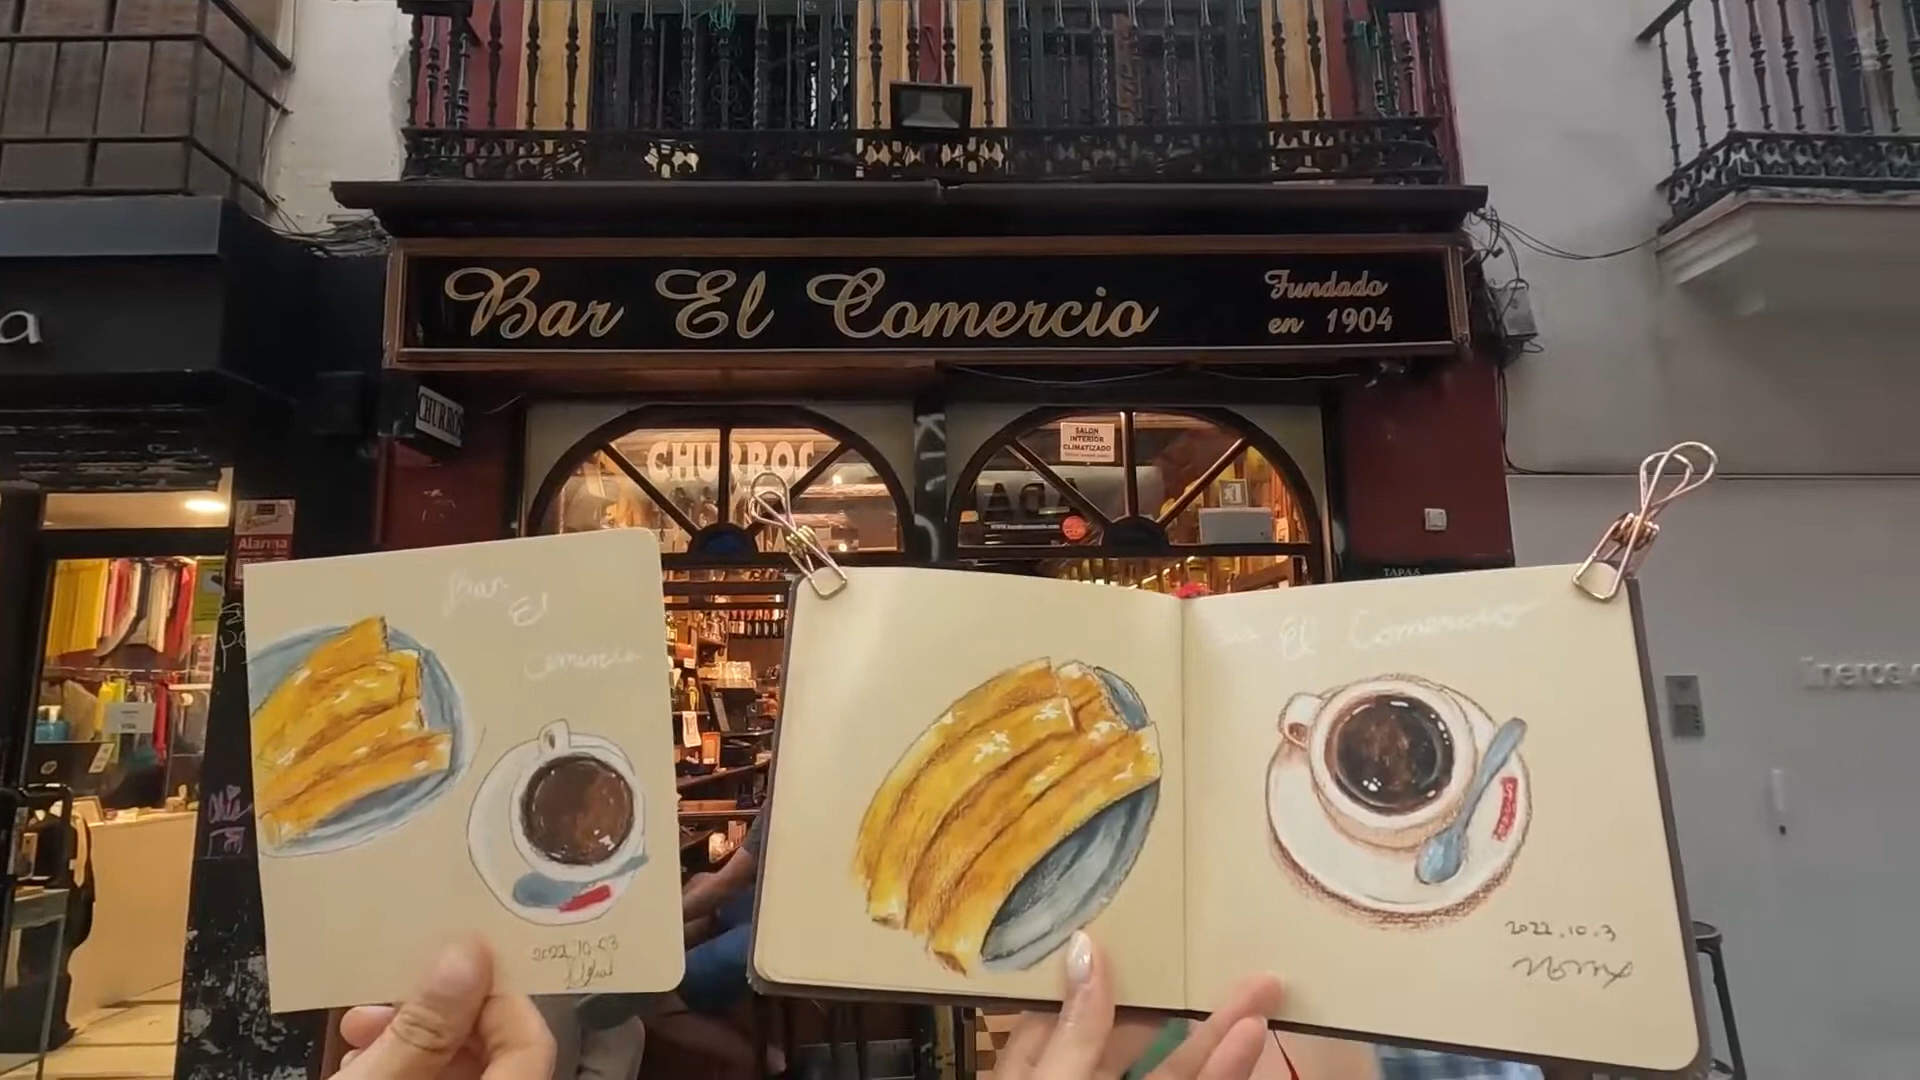 Bar El Comercio
Fundado
en 1904
a
CHURROS
CHURROS
SALON
INTERIOR
CLIMATIZADO
Alarma
TAPAS
Bar
El
Comercio
2022.10.03
Bar El Comercio
2022.10.3